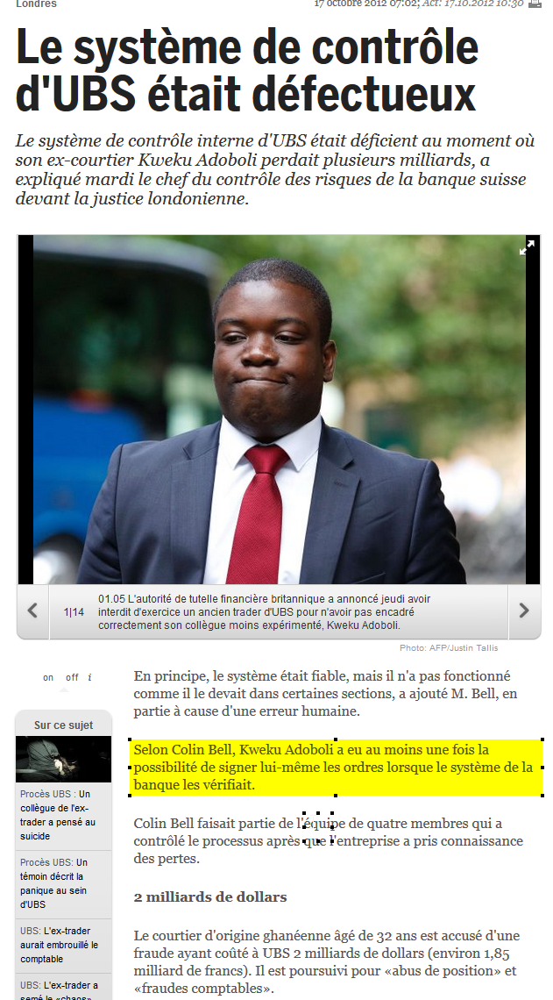 Londres
17 octobre 2012 07:02; Act: 17.10.2012 10:30
Le système de contrôle
d'UBS était défectueux
Le système de contrôle interne d'UBS était déficient au moment où
son ex-courtier Kweku Adoboli perdait plusieurs milliards, a
expliqué mardi le chef du contrôle des risques de la banque suisse
devant la justice londonienne.
1|14
01.05 L'autorité de tutelle financière britannique a annoncé jeudi avoir
interdit d'exercice un ancien trader d'UBS pour n'avoir pas encadré
correctement son collègue moins expérimenté, Kweku Adoboli.
Photo: AFP/Justin Tallis
on off i
Sur ce sujet
Procès UBS : Un
collègue de l'ex-
trader a pensé au
suicide
Procès UBS: Un
témoin décrit la
panique au sein
d'UBS
UBS: L'ex-trader
aurait embrouillé le
comptable
UBS: L'ex-trader a
semé le «chaos»
En principe, le système était fiable, mais il n'a pas fonctionné
comme il le devait dans certaines sections, a ajouté M. Bell, en
partie à cause d'une erreur humaine.
Selon Colin Bell, Kweku Adoboli a eu au moins une fois la
possibilité de signer lui-même les ordres lorsque le système de la
banque les vérifiait.
Colin Bell faisait partie de l'équipe de quatre membres qui a
contrôlé le processus après que l'entreprise a pris connaissance
des pertes.
2 milliards de dollars
Le courtier d'origine ghanéenne âgé de 32 ans est accusé d'une
fraude ayant coûté à UBS 2 milliards de dollars (environ 1,85
milliard de francs). Il est poursuivi pour «abus de position» et
«fraudes comptables».